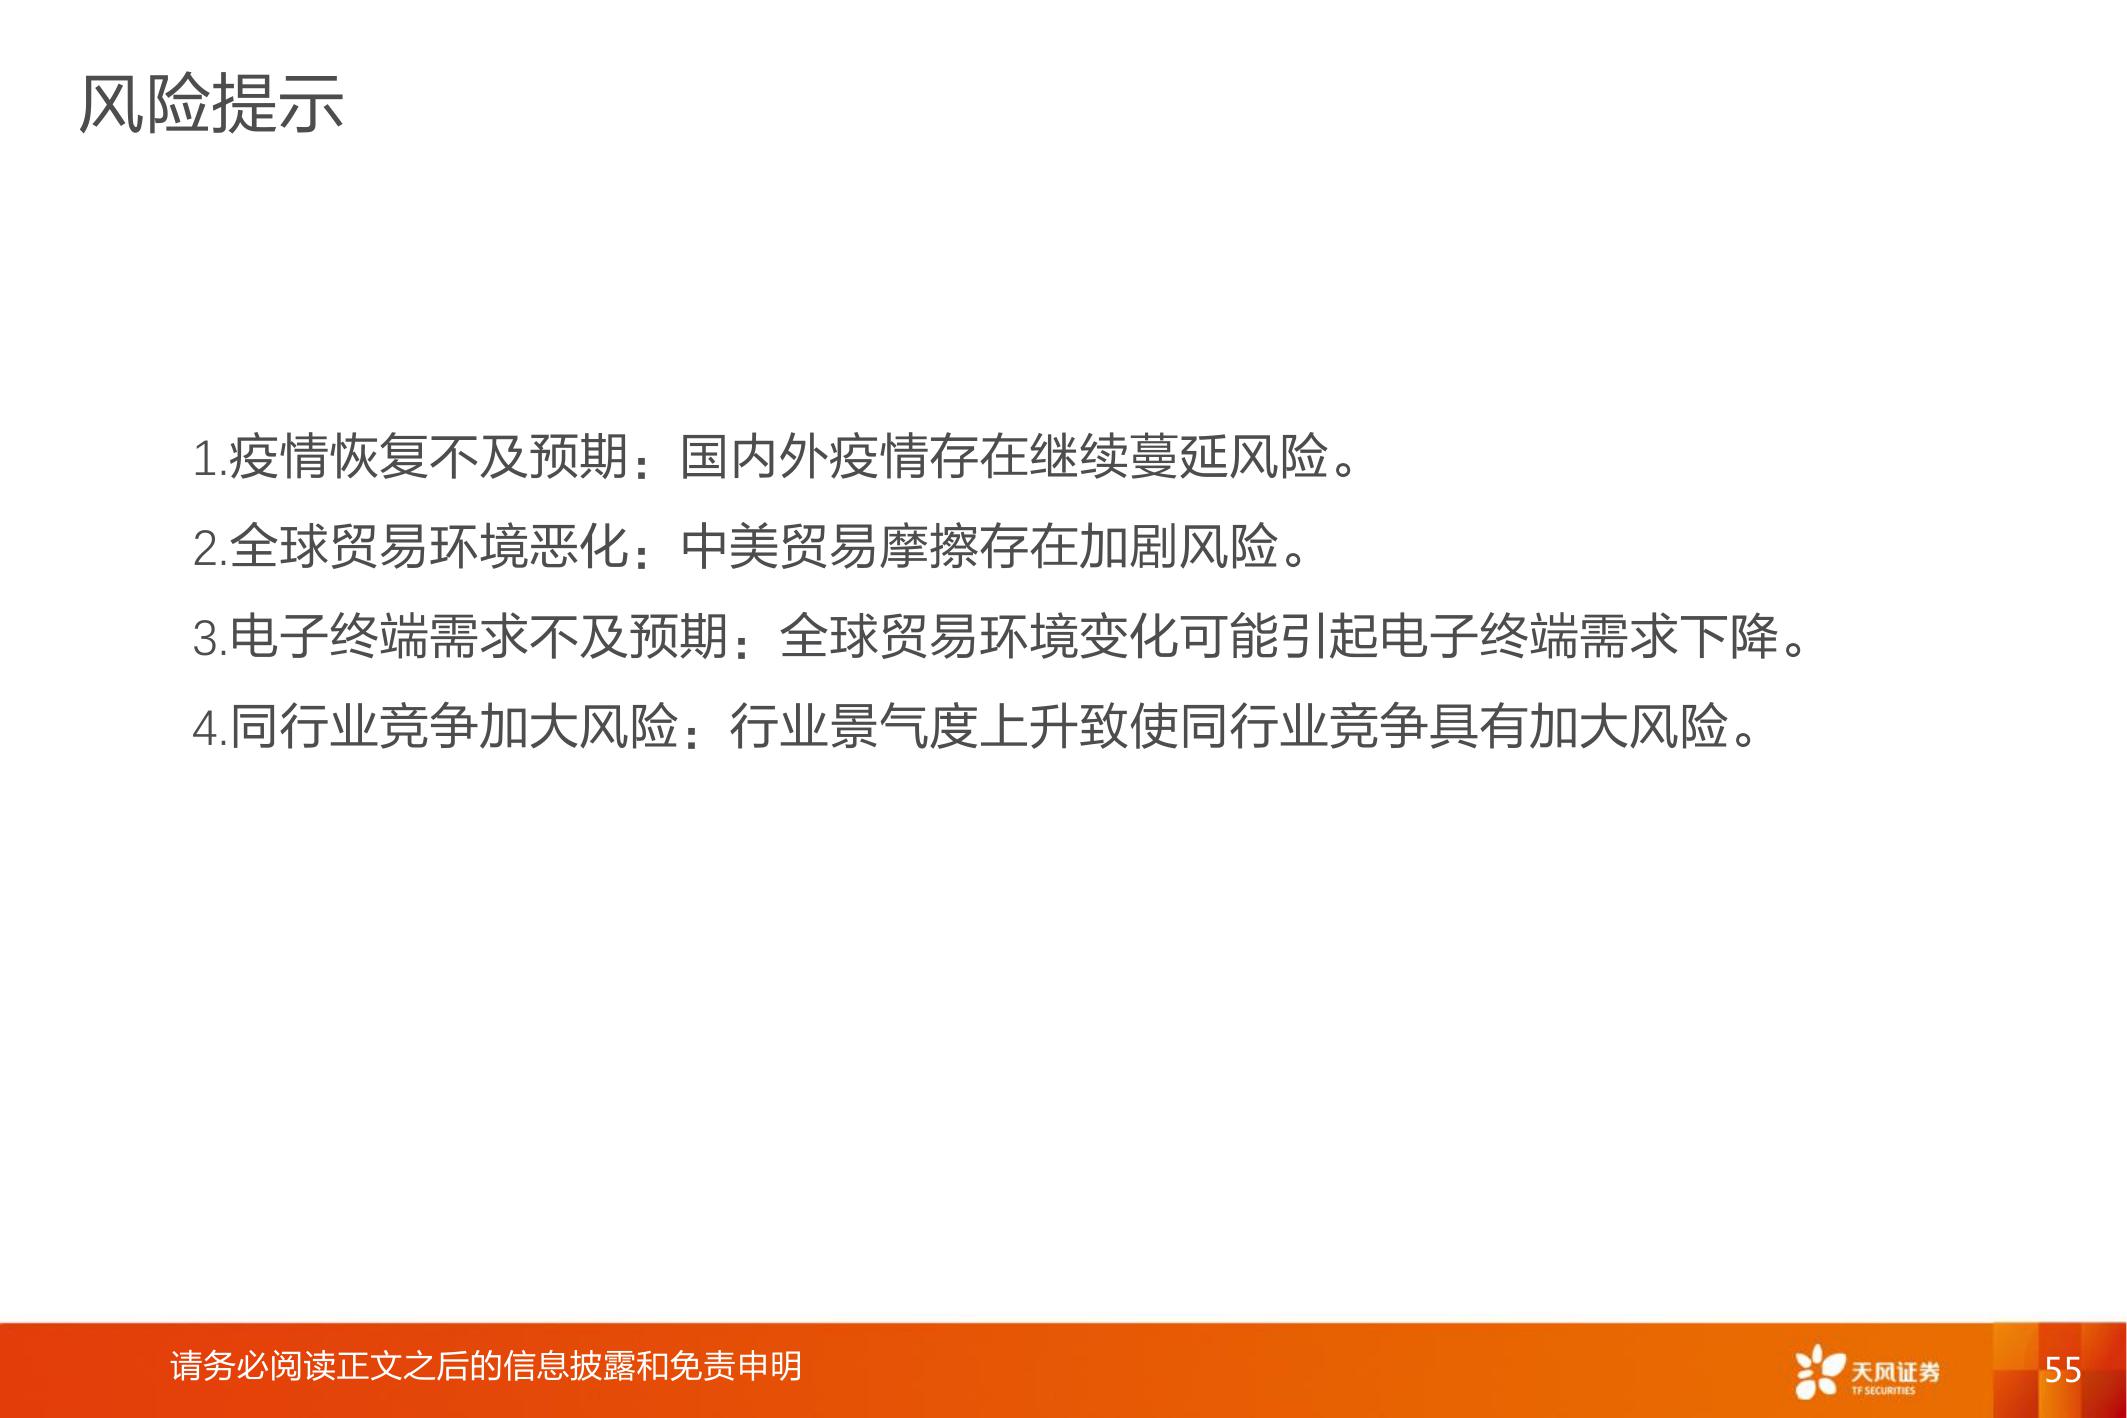 风险提示
1.疫情恢复不及预期：国内外疫情存在继续蔓延风险。
2.全球贸易环境恶化：中美贸易摩擦存在加剧风险。
3.电子终端需求不及预期：全球贸易环境变化可能引起电子终端需求下降。
4.同行业竞争加大风险：行业景气度上升致使同行业竞争具有加大风险。
请务必阅读正文之后的信息披露和免责申明
天风证券
TF SECURITIES
55